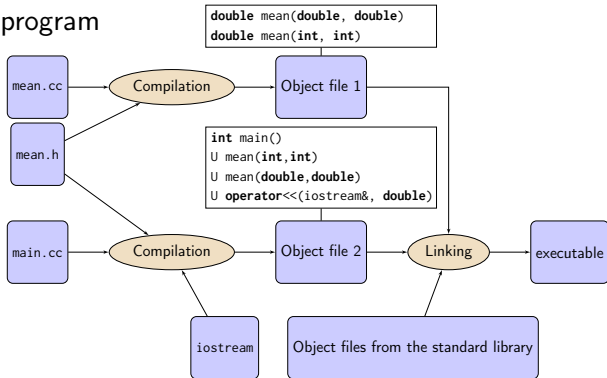 program
double mean(double, double)
double mean(int, int)
mean.cc
Compilation
Object file 1
mean.h
int main()
U mean(int,int)
U mean(double,double)
U operator<<(iostream&, double)
main.cc
Compilation
Object file 2
Linking
executable
iostream
Object files from the standard library